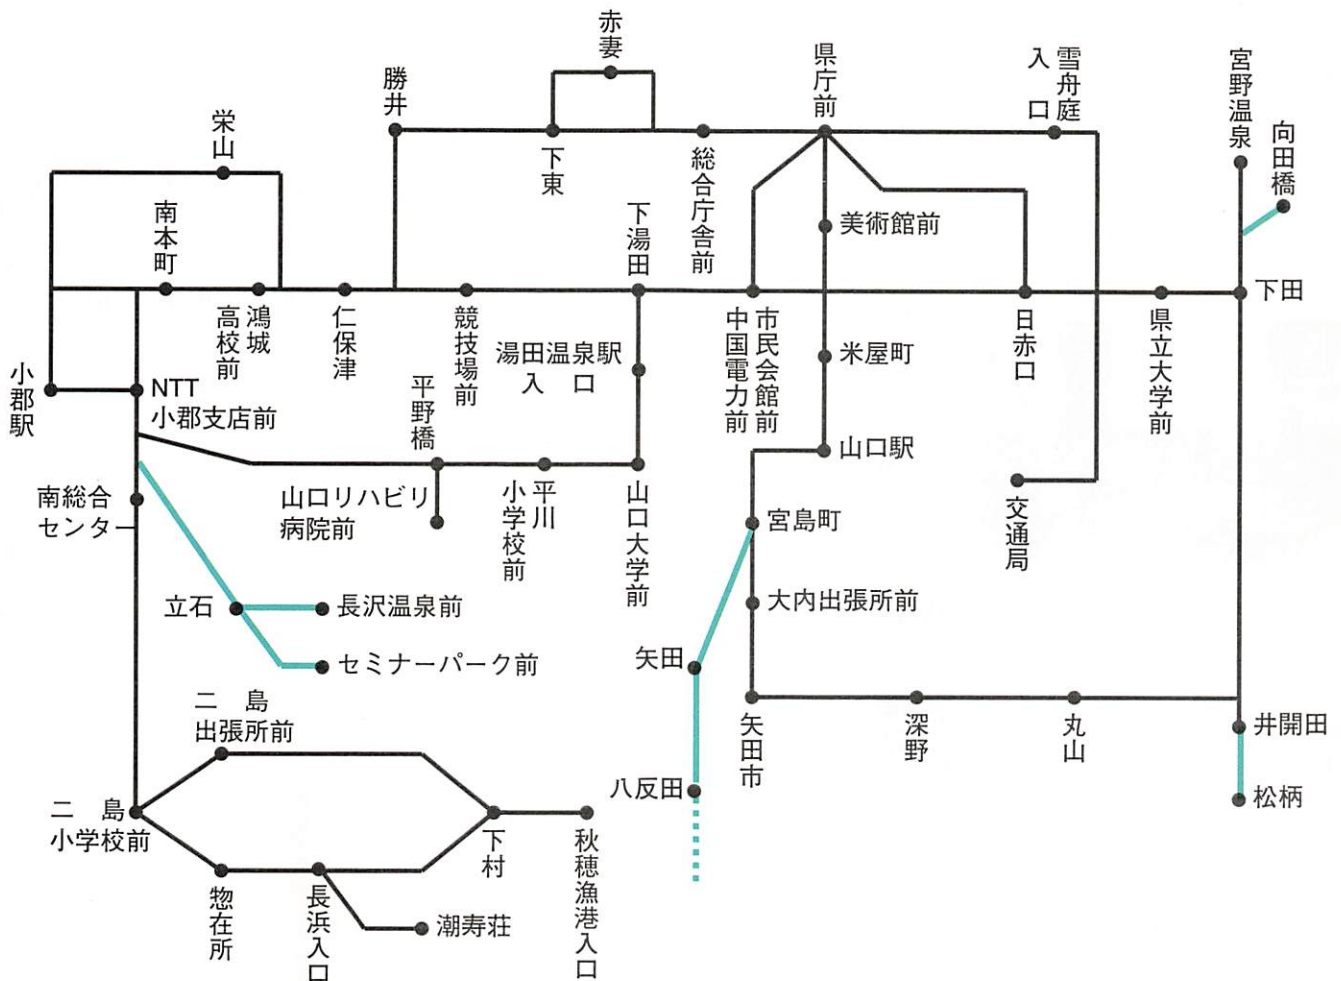 赤妻
県庁前
雪舟庭
入口
宮野温泉
向田橋
勝井
栄山
下東
総合庁舎前
南本町
下湯田
美術館前
下田
鴻城
高校前
仁保津
競技場前
湯田温泉駅
入口
市民会館前
中国電力前
米屋町
日赤口
県立大学前
小郡駅
NTT
小郡支店前
平野橋
山口駅
南総合
センター
山口リハビリ
病院前
平川
小学校前
山口大学前
宮島町
交通局
立石
長沢温泉前
大内出張所前
セミナーパーク前
矢田
二島
出張所前
矢田市
深野
丸山
井開田
八反田
松柄
二島
小学校前
下村
秋穂漁港入口
惣在所
長浜入口
潮寿荘